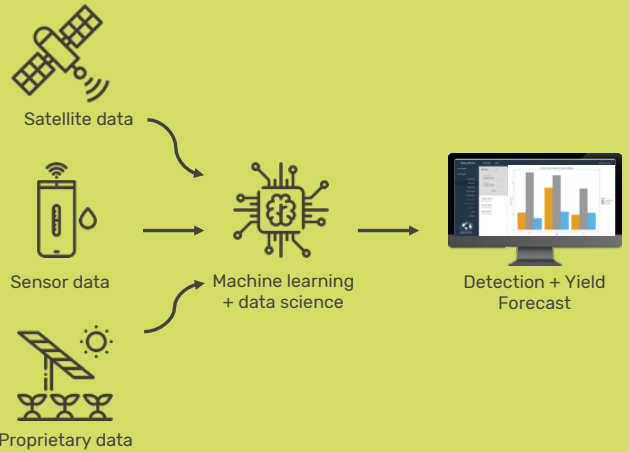 Satellite data
Sensor data
Machine learning
+ data science
Detection + Yield
Forecast
Proprietary data